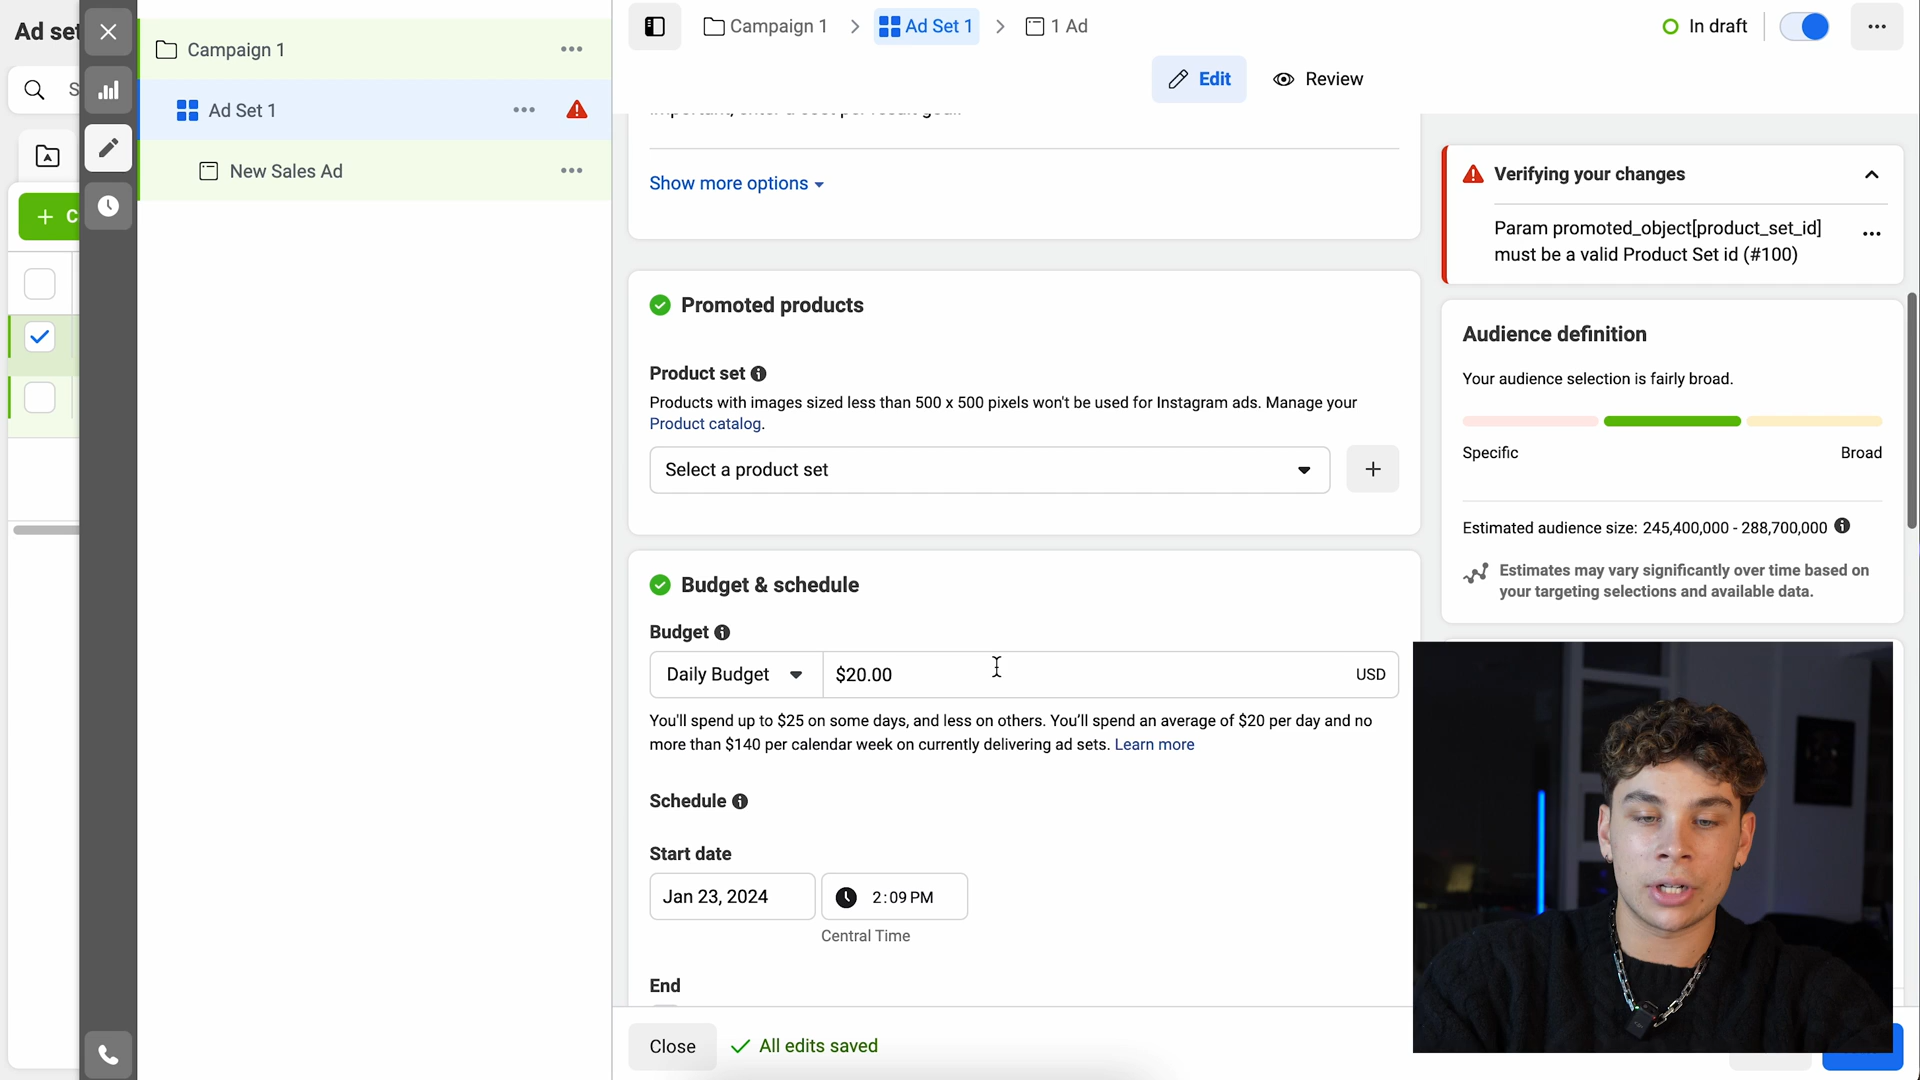 Ad set
Campaign 1
Ad Set 1
New Sales Ad
Campaign 1
Ad Set 1
1 Ad
In draft
Edit
Review
Show more options
Promoted products
Product set
Products with images sized less than 500 x 500 pixels won't be used for Instagram ads. Manage your
Product catalog.
Select a product set
Budget & schedule
Budget
Daily Budget
$20.00
USD
You'll spend up to $25 on some days, and less on others. You'll spend an average of $20 per day and no
more than $140 per calendar week on currently delivering ad sets. Learn more
Schedule
Start date
Jan 23, 2024
2:09 PM
Central Time
End
Close
All edits saved
Verifying your changes
Param promoted_object[product_set_id]
must be a valid Product Set id (#100)
Audience definition
Your audience selection is fairly broad.
Specific
Broad
Estimated audience size: 245,400,000 - 288,700,000
Estimates may vary significantly over time based on
your targeting selections and available data.